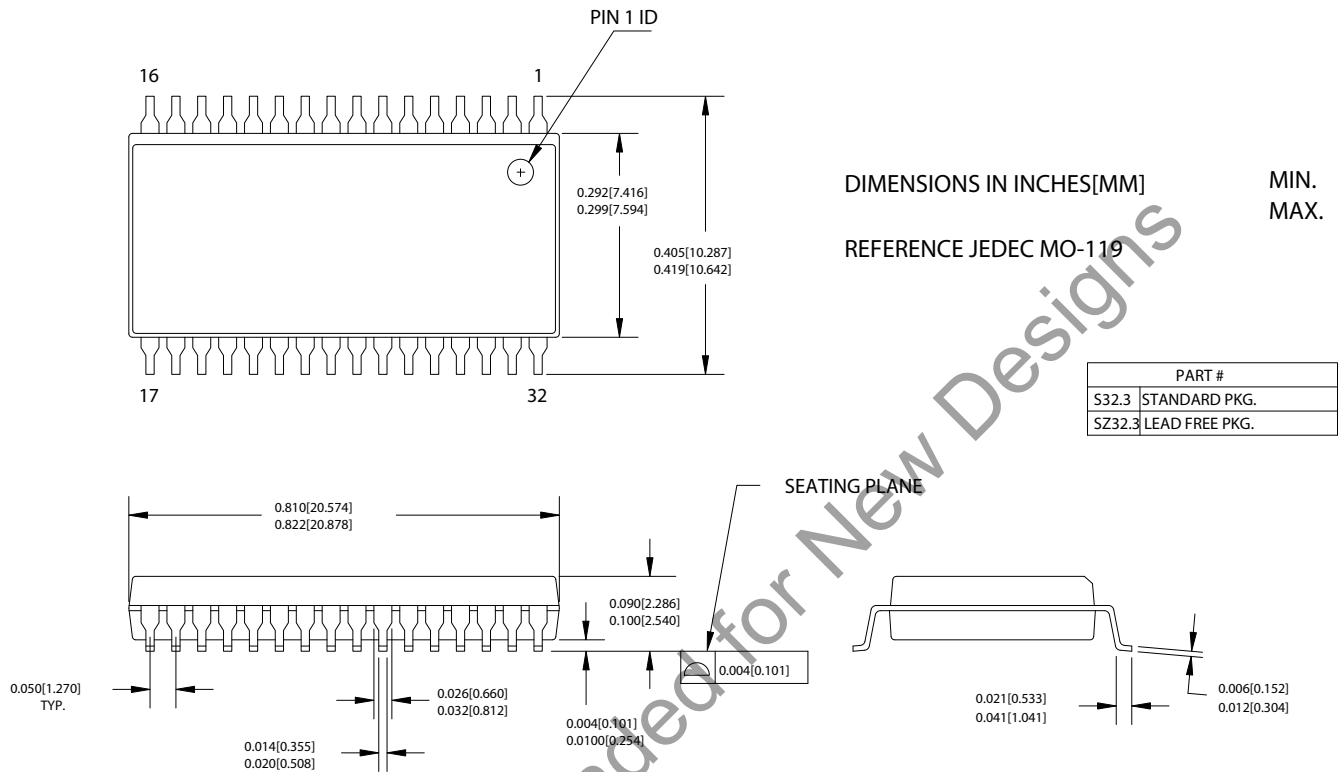 PIN 1 ID
16
1
0.292[7.416]
0.299[7.594]
0.405[10.287]
0.419[10.642]
17
32
DIMENSIONS IN INCHES[MM]
MIN.
MAX.
REFERENCE JEDEC MO-119
PART #
S32.3 STANDARD PKG.
SZ32.3 LEAD FREE PKG.
SEATING PLANE
0.810[20.574]
0.822[20.878]
0.090[2.286]
0.100[2.540]
0.004[0.101]
0.050[1.270]
TYP.
0.026[0.660]
0.032[0.812]
0.014[0.355]
0.020[0.508]
0.004[0.101]
0.0100[0.254]
0.021[0.533]
0.041[1.041]
0.006[0.152]
0.012[0.304]
ded for New Designs